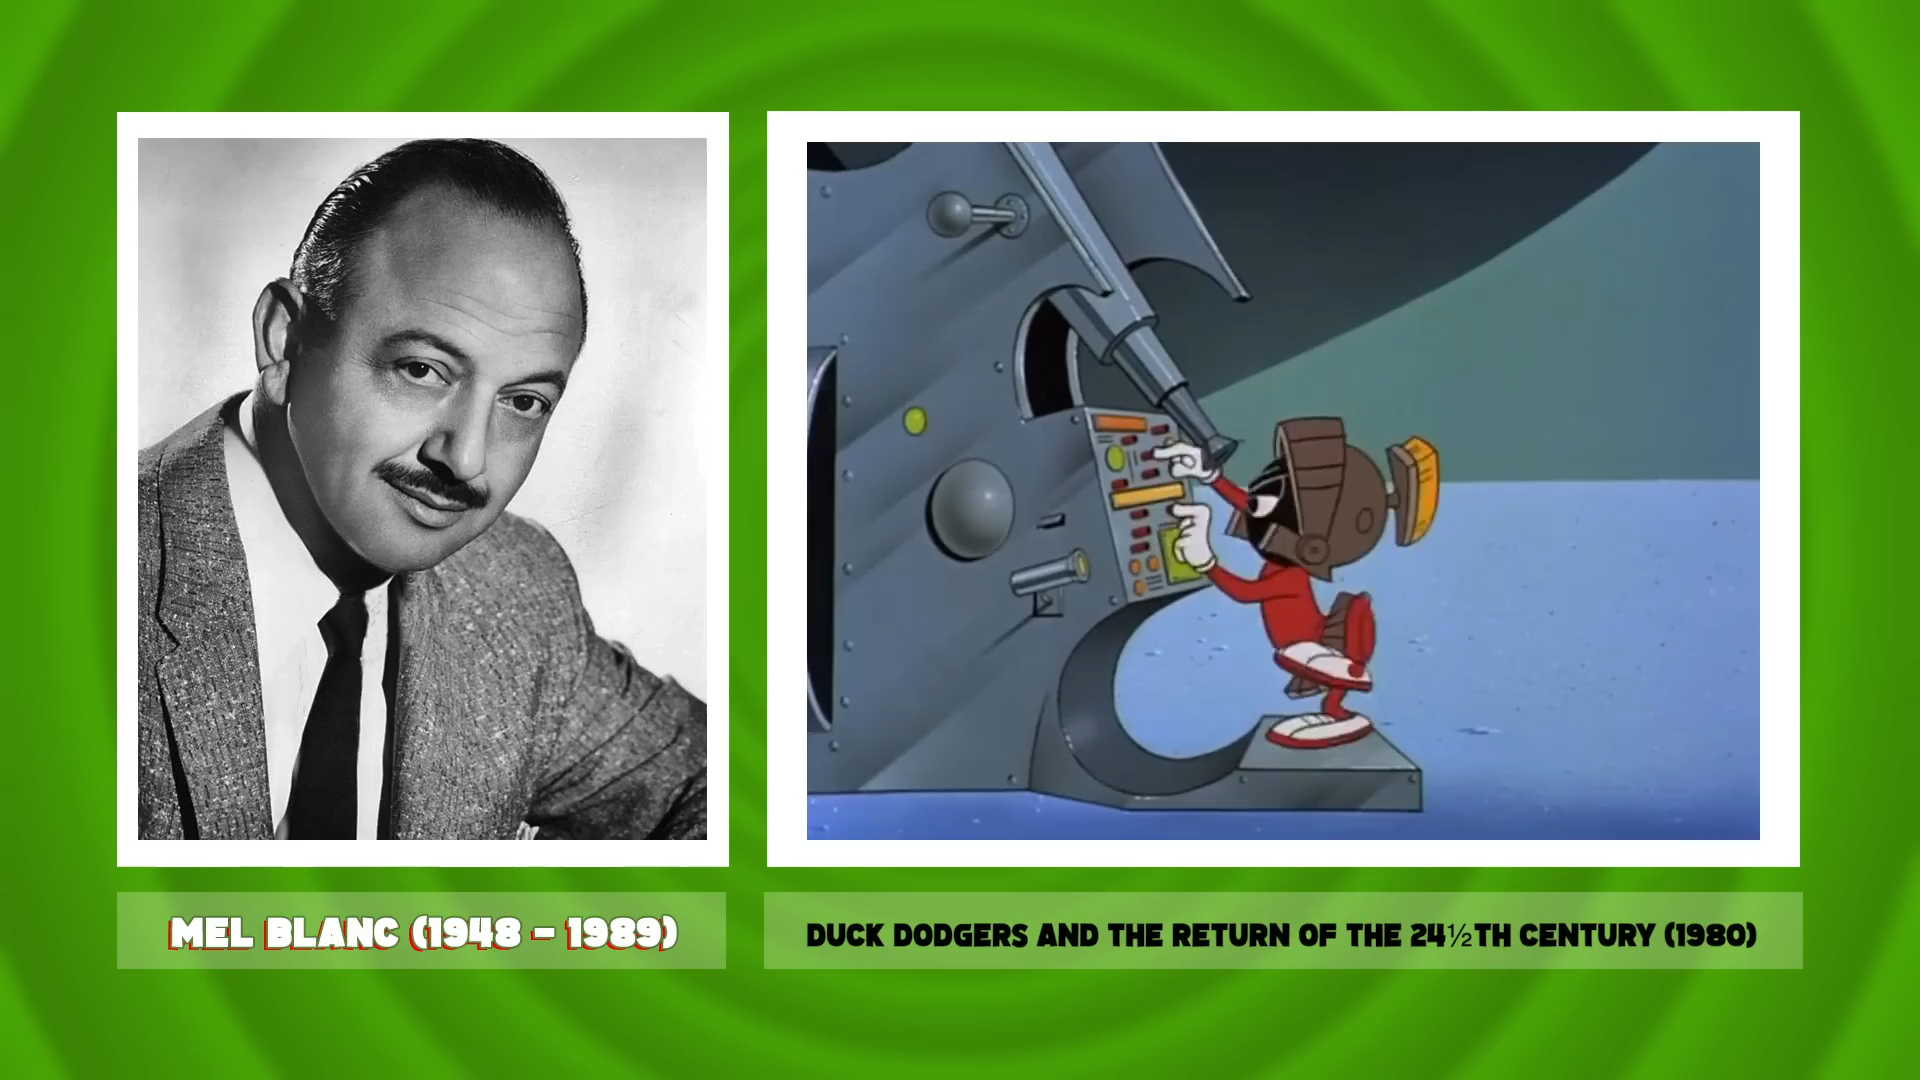 MEL BLANC (1948 - 1989)
DUCK DODGERS AND THE RETURN OF THE 24½TH CENTURY (1980)